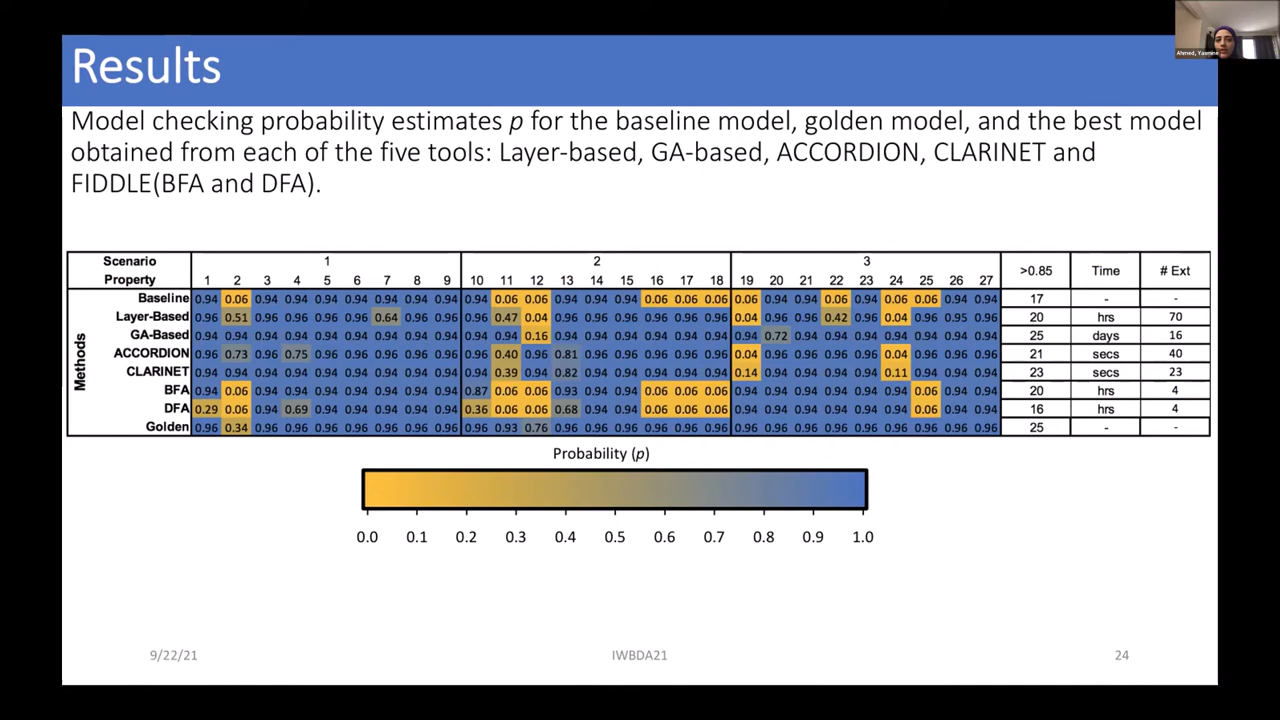 Results
Ahmed, Yasmine
Model checking probability estimates p for the baseline model, golden model, and the best model
obtained from each of the five tools: Layer-based, GA-based, ACCORDION, CLARINET and
FIDDLE(BFA and DFA).
Scenario 1 2 3 >0.85 Time # Ext
Property 1 2 3 4 5 6 7 8 9 10 11 12 13 14 15 16 17 18 19 20 21 22 23 24 25 26 27
Methods
Baseline 0.94 0.06 0.94 0.94 0.94 0.94 0.94 0.94 0.94 0.94 0.06 0.06 0.94 0.94 0.94 0.06 0.06 0.06 0.06 0.94 0.94 0.06 0.94 0.06 0.06 0.94 0.94 17 - -
Layer-Based 0.96 0.51 0.96 0.96 0.96 0.96 0.64 0.96 0.96 0.96 0.47 0.04 0.96 0.96 0.96 0.96 0.96 0.96 0.04 0.96 0.96 0.42 0.96 0.04 0.96 0.95 0.96 20 hrs 70
GA-Based 0.94 0.94 0.94 0.94 0.94 0.94 0.94 0.94 0.94 0.94 0.94 0.16 0.94 0.94 0.94 0.94 0.94 0.94 0.94 0.72 0.94 0.94 0.94 0.94 0.94 0.94 0.94 25 days 16
ACCORDION 0.96 0.73 0.96 0.75 0.96 0.96 0.96 0.96 0.96 0.96 0.40 0.96 0.81 0.96 0.96 0.96 0.96 0.96 0.04 0.96 0.96 0.96 0.96 0.04 0.96 0.96 0.96 21 secs 40
CLARINET 0.94 0.94 0.94 0.94 0.94 0.94 0.94 0.94 0.94 0.94 0.39 0.94 0.82 0.94 0.94 0.94 0.94 0.94 0.14 0.94 0.94 0.94 0.94 0.11 0.94 0.94 0.94 23 secs 23
BFA 0.94 0.06 0.94 0.94 0.94 0.94 0.94 0.94 0.94 0.87 0.06 0.06 0.93 0.94 0.94 0.06 0.06 0.06 0.94 0.94 0.94 0.94 0.94 0.94 0.06 0.94 0.94 20 hrs 4
DFA 0.29 0.06 0.94 0.69 0.94 0.94 0.94 0.94 0.94 0.36 0.06 0.06 0.68 0.94 0.94 0.06 0.06 0.06 0.94 0.94 0.94 0.94 0.94 0.94 0.06 0.94 0.94 16 hrs 4
Golden 0.96 0.34 0.96 0.96 0.96 0.96 0.96 0.96 0.96 0.96 0.93 0.76 0.96 0.96 0.96 0.96 0.96 0.96 0.96 0.96 0.96 0.96 0.96 0.96 0.96 0.96 0.96 25 - -
Probability (p)
0.0 0.1 0.2 0.3 0.4 0.5 0.6 0.7 0.8 0.9 1.0
9/22/21 IWBDA21 24